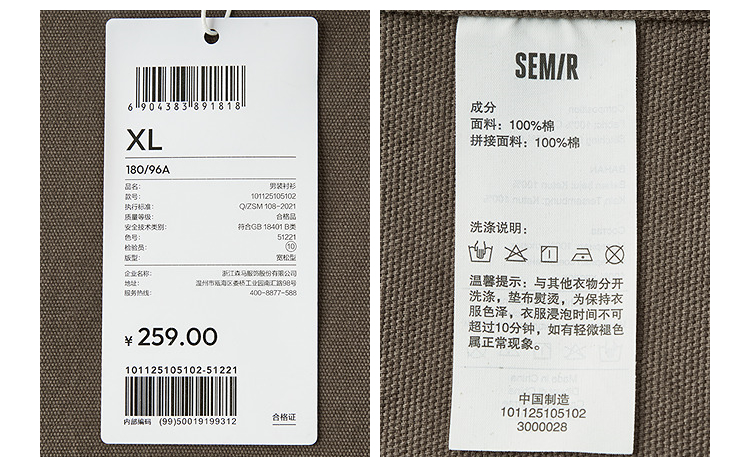 6 904383 891818
XL
180/96A
品名: 男装衬衫
款号: 101125105102
执行标准: Q/ZSM 108-2021
质量等级: 合格品
安全技术类别: 符合GB 18401 B类
色号: 51221
检验员: 10
版型: 宽松型
企业名称: 浙江森马服饰股份有限公司
地址: 温州市瓯海区娄桥工业园南汇路98号
服务热线: 400-8877-588
¥ 259.00
101125105102-51221
内部编码 (99)50019199312
合格证
SEMIR
成分
面料: 100%棉
拼接面料: 100%棉
洗涤说明:
温馨提示: 与其他衣物分开
洗涤, 垫布熨烫, 为保持衣
服色泽, 衣服浸泡时间不可
超过10分钟, 如有轻微褪色
属正常现象。
中国制造
101125105102
3000028